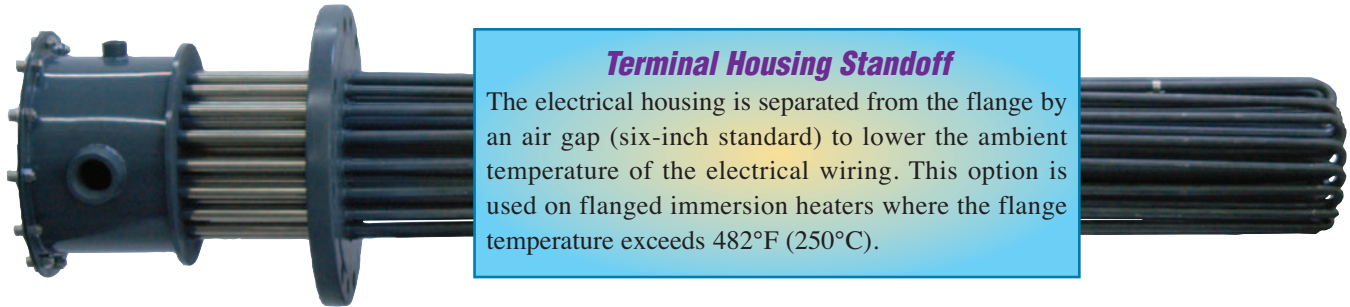 Terminal Housing Standoff
The electrical housing is separated from the flange by
an air gap (six-inch standard) to lower the ambient
temperature of the electrical wiring. This option is
used on flanged immersion heaters where the flange
temperature exceeds 482°F (250°C).